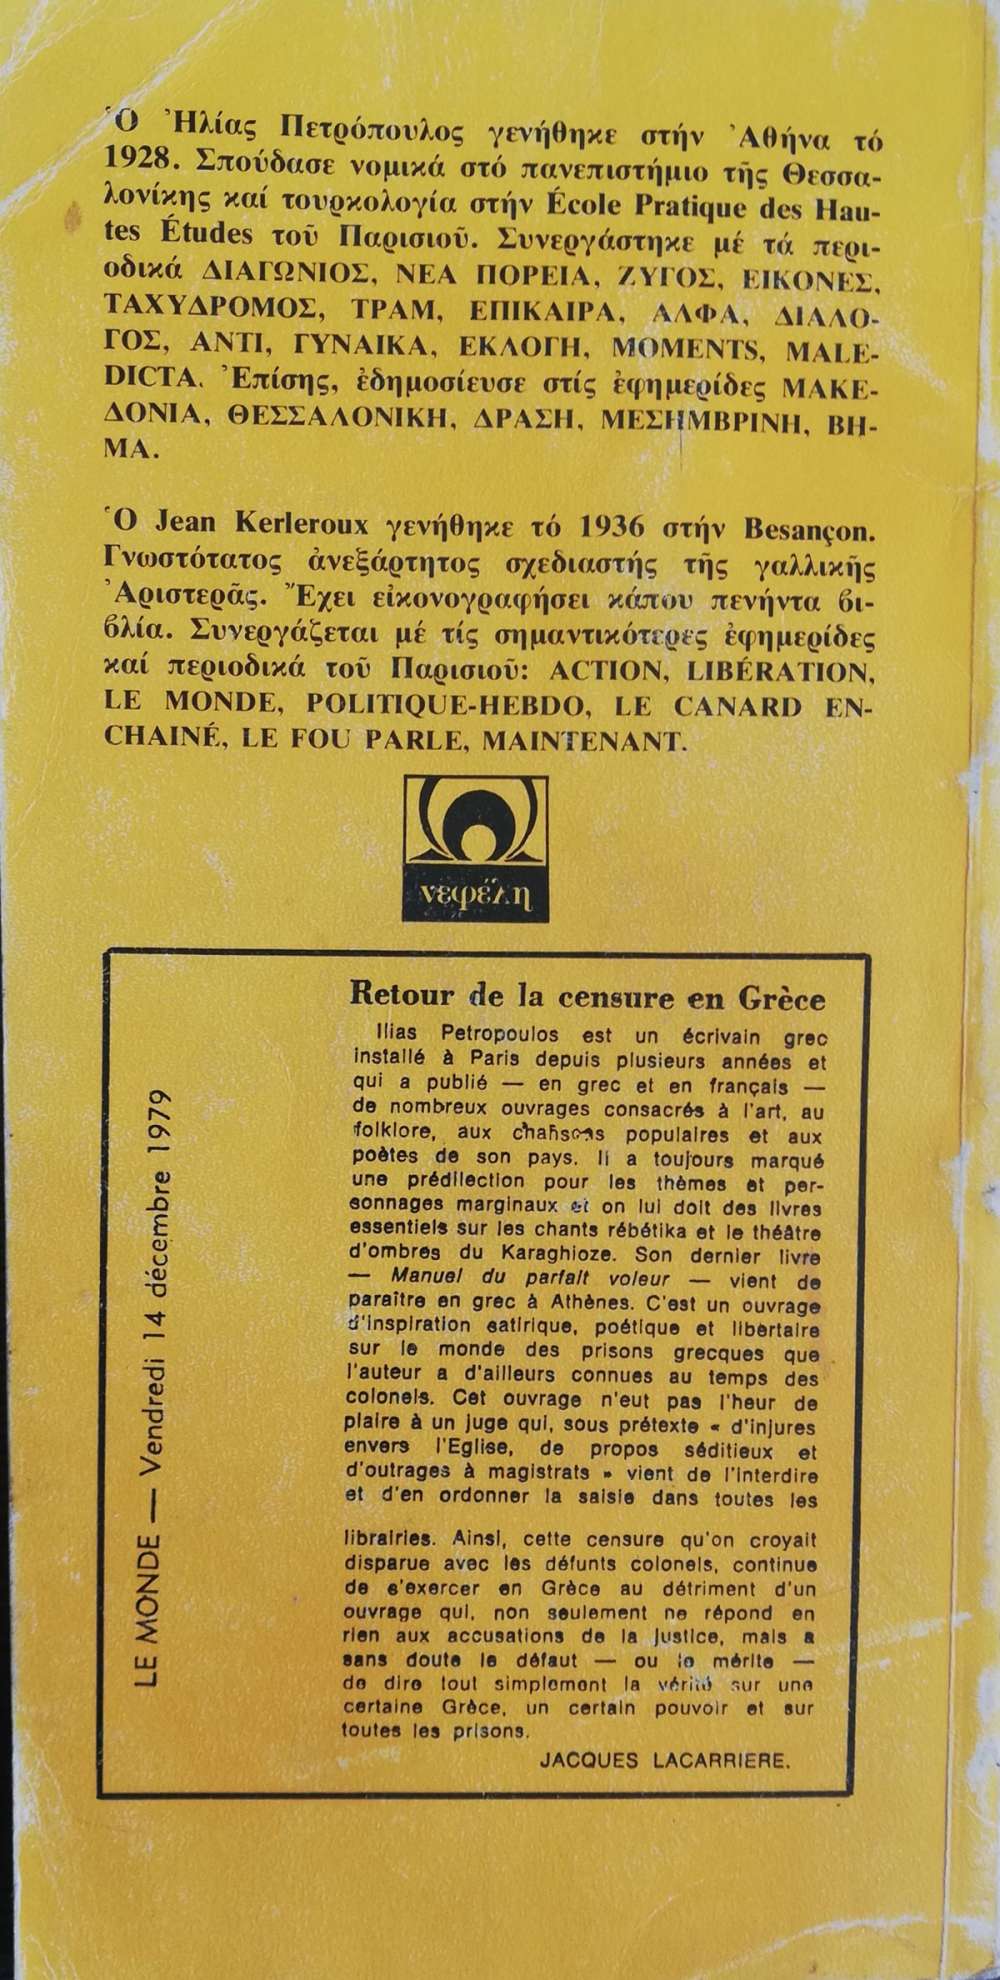 Ὁ Ἠλίας Πετρόπουλος γενήθηκε στήν Ἀθήνα τό
1928. Σπούδασε νομικά στό πανεπιστήμιο τῆς Θεσσα-
λονίκης καί τουρκολογία στήν École Pratique des Hau-
tes Études τοῦ Παρισιοῦ. Συνεργάστηκε μέ τά περι-
οδικά ΔΙΑΓΩΝΙΟΣ, ΝΕΑ ΠΟΡΕΙΑ, ΖΥΓΟΣ, ΕΙΚΟΝΕΣ,
ΤΑΧΥΔΡΟΜΟΣ, ΤΡΑΜ, ΕΠΙΚΑΙΡΑ, ΑΛΦΑ, ΔΙΑΛΟ-
ΓΟΣ, ΑΝΤΙ, ΓΥΝΑΙΚΑ, ΕΚΛΟΓΗ, MOMENTS, MALE-
DICTA. Ἐπίσης, ἐδημοσίευσε στίς ἐφημερίδες ΜΑΚΕ-
ΔΟΝΙΑ, ΘΕΣΣΑΛΟΝΙΚΗ, ΔΡΑΣΗ, ΜΕΣΗΜΒΡΙΝΗ, ΒΗ-
ΜΑ.
Ὁ Jean Kerleroux γενήθηκε τό 1936 στήν Besançon.
Γνωστότατος ἀνεξάρτητος σχεδιαστής τῆς γαλλικῆς
Ἀριστερᾶς. Ἔχει εἰκονογραφήσει κάπου πενήντα βι-
βλία. Συνεργάζεται μέ τίς σημαντικότερες ἐφημερίδες
καί περιοδικά τοῦ Παρισιοῦ: ACTION, LIBÉRATION,
LE MONDE, POLITIQUE-HEBDO, LE CANARD EN-
CHAINÉ, LE FOU PARLE, MAINTENANT.
νεφέλη
LE MONDE — Vendredi 14 décembre 1979
Retour de la censure en Grèce
Ilias Petropoulos est un écrivain grec
installé à Paris depuis plusieurs années et
qui a publié — en grec et en français —
de nombreux ouvrages consacrés à l'art, au
folklore, aux chansons populaires et aux
poètes de son pays. Il a toujours marqué
une prédilection pour les thèmes et per-
sonnages marginaux et on lui doit des livres
essentiels sur les chants rébétika et le théâtre
d'ombres du Karaghioze. Son dernier livre
— Manuel du parfait voleur — vient de
paraître en grec à Athènes. C'est un ouvrage
d'inspiration satirique, poétique et libertaire
sur le monde des prisons grecques que
l'auteur a d'ailleurs connues au temps des
colonels. Cet ouvrage n'eut pas l'heur de
plaire à un juge qui, sous prétexte « d'injures
envers l'Eglise, de propos séditieux et
d'outrages à magistrats » vient de l'interdire
et d'en ordonner la saisie dans toutes les
librairies. Ainsi, cette censure qu'on croyait
disparue avec les défunts colonels, continue
de s'exercer en Grèce au détriment d'un
ouvrage qui, non seulement ne répond en
rien aux accusations de la justice, mais a
sans doute le défaut — ou le mérite —
de dire tout simplement la vérité sur une
certaine Grèce, un certain pouvoir et sur
toutes les prisons.
JACQUES LACARRIERE.